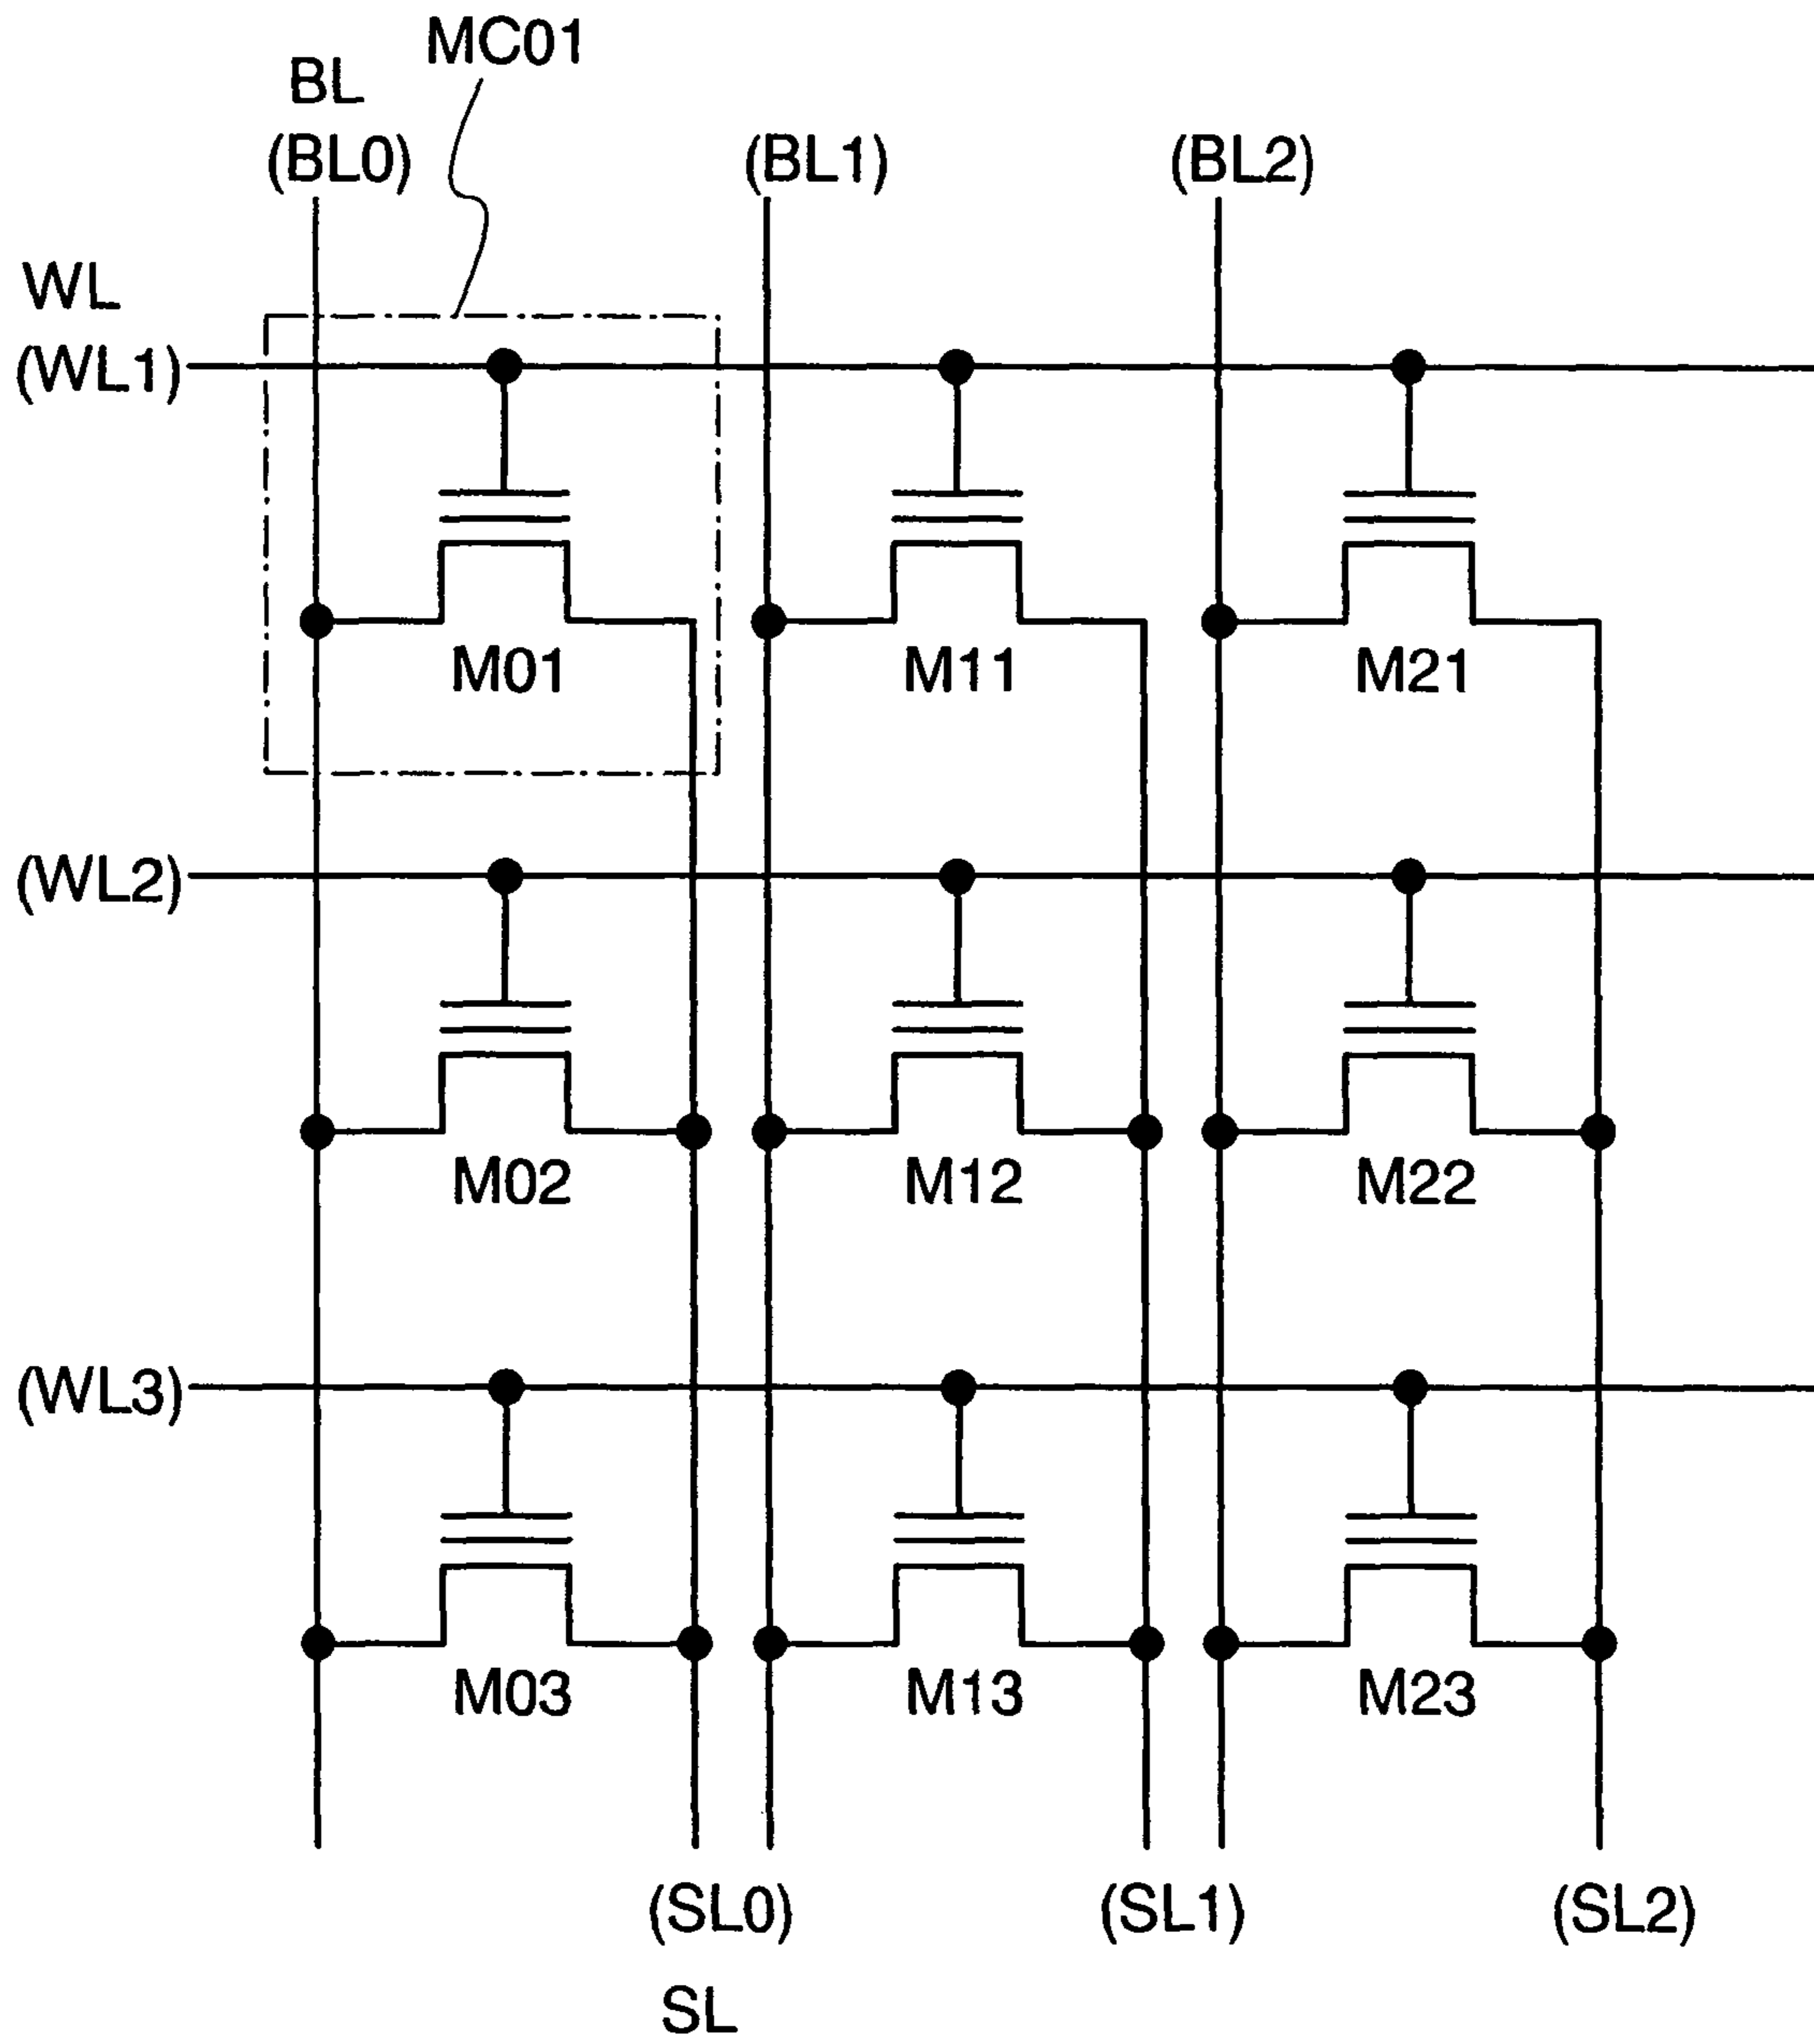 MC01
BL
(BL0)
(BL1)
(BL2)
WL
(WL1)
M01
M11
M21
(WL2)
M02
M12
M22
(WL3)
M03
M13
M23
(SL0)
(SL1)
(SL2)
SL